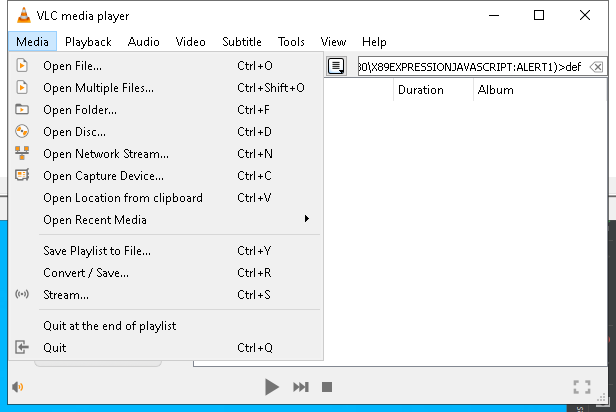 VLC media player
Media Playback Audio Video Subtitle Tools View Help
Open File... Ctrl+O
30\X89EXPRESSIONJAVASCRIPT:ALERT1)>def
Open Multiple Files... Ctrl+Shift+O
Duration Album
Open Folder... Ctrl+F
Open Disc... Ctrl+D
Open Network Stream... Ctrl+N
Open Capture Device... Ctrl+C
Open Location from clipboard Ctrl+V
Open Recent Media
Save Playlist to File... Ctrl+Y
Convert / Save... Ctrl+R
Stream... Ctrl+S
Quit at the end of playlist
Quit Ctrl+Q